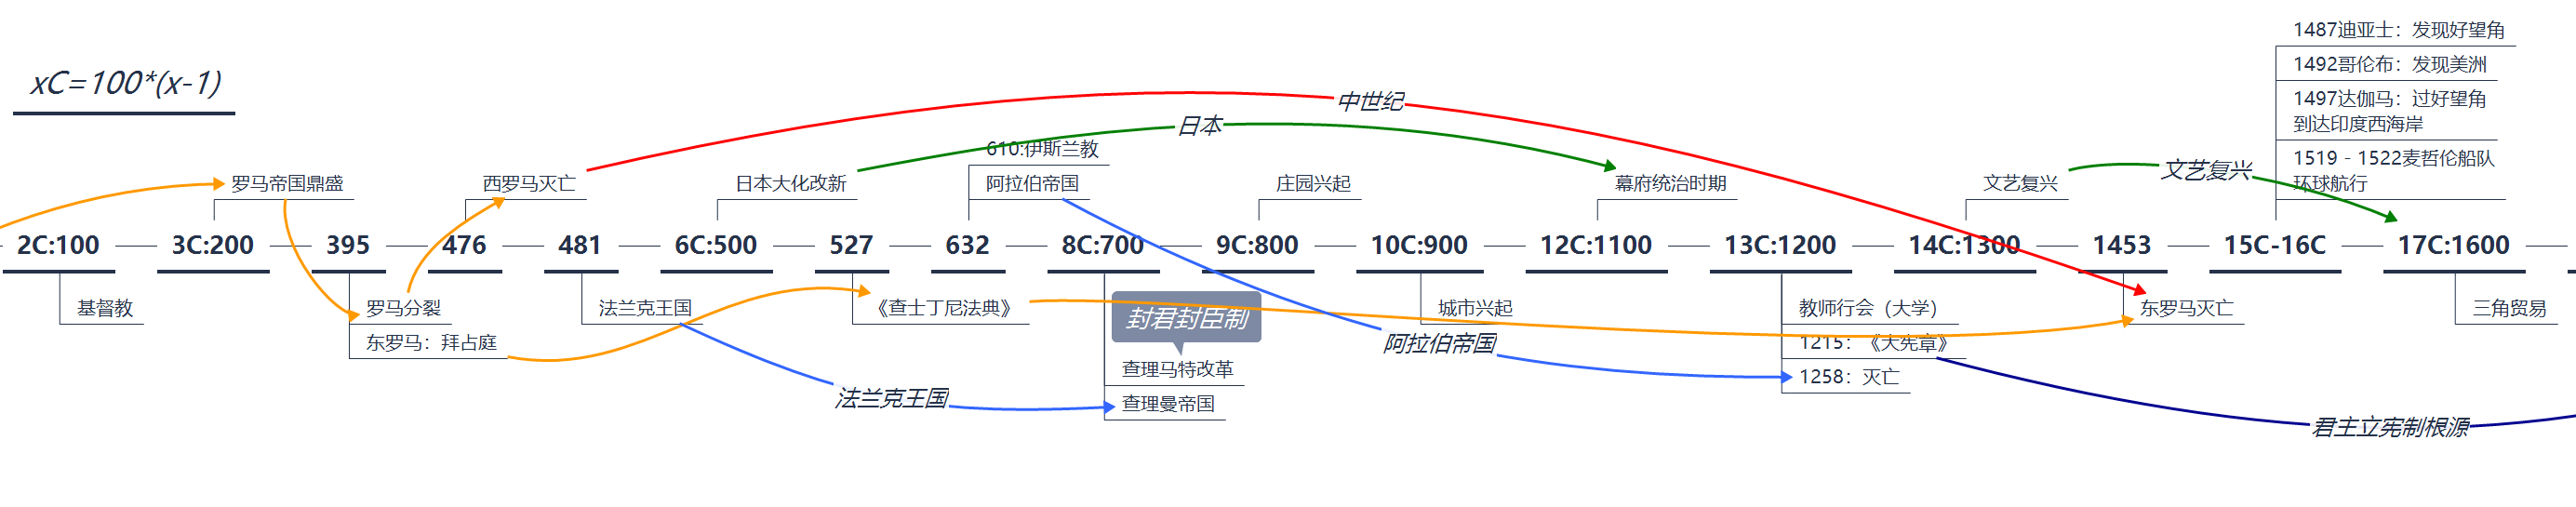 xC=100*(x-1)
1487迪亚士：发现好望角
1492哥伦布：发现美洲
1497达伽马：过好望角
到达印度西海岸
1519 - 1522麦哲伦船队
环球航行
中世纪
日本
文艺复兴
610:伊斯兰教
罗马帝国鼎盛
西罗马灭亡
日本大化改新
阿拉伯帝国
庄园兴起
幕府统治时期
文艺复兴
2C:100
3C:200
395
476
481
6C:500
527
632
8C:700
9C:800
10C:900
12C:1100
13C:1200
14C:1300
1453
15C-16C
17C:1600
基督教
罗马分裂
东罗马：拜占庭
法兰克王国
《查士丁尼法典》
封君封臣制
查理马特改革
查理曼帝国
城市兴起
教师行会（大学）
1215：《大宪章》
1258：灭亡
东罗马灭亡
三角贸易
法兰克王国
阿拉伯帝国
君主立宪制根源